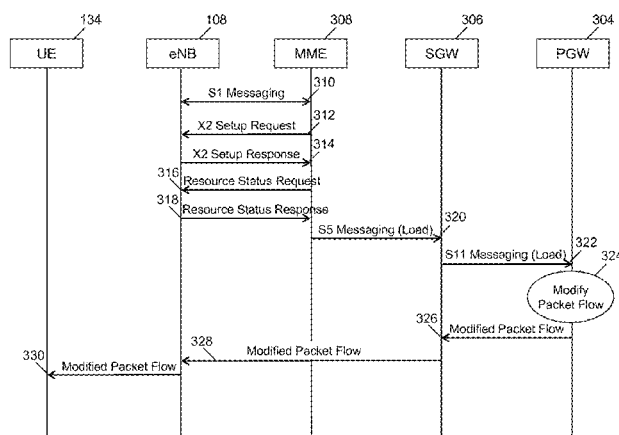 134
108
308
306
304
UE
eNB
MME
SGW
PGW
310
S1 Messaging
312
X2 Setup Request
314
X2 Setup Response
316
Resource Status Request
318
Resource Status Response
320
S5 Messaging (Load)
322
S11 Messaging (Load)
324
Modify
Packet Flow
326
Modified Packet Flow
328
Modified Packet Flow
330
Modified Packet Flow